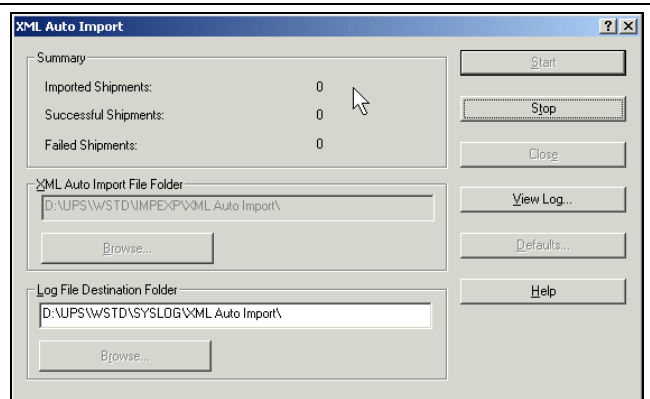 XML Auto Import
Summary
Imported Shipments: 0
Successful Shipments: 0
Failed Shipments: 0
XML Auto Import File Folder
D:\UPS\WSTD\IMPEXP\XML Auto Import\
Browse...
Log File Destination Folder
D:\UPS\WSTD\SYSLOG\XML Auto Import\
Browse...
Start
Stop
Close
View Log...
Defaults...
Help